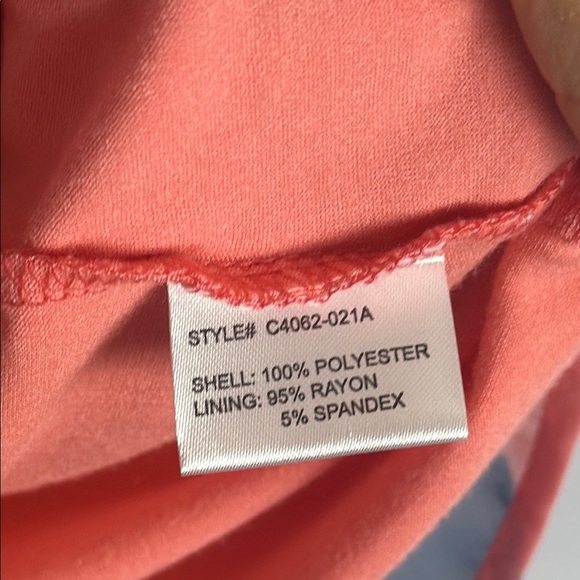 STYLE# C4062-021A
SHELL: 100% POLYESTER
LINING: 95% RAYON
5% SPANDEX